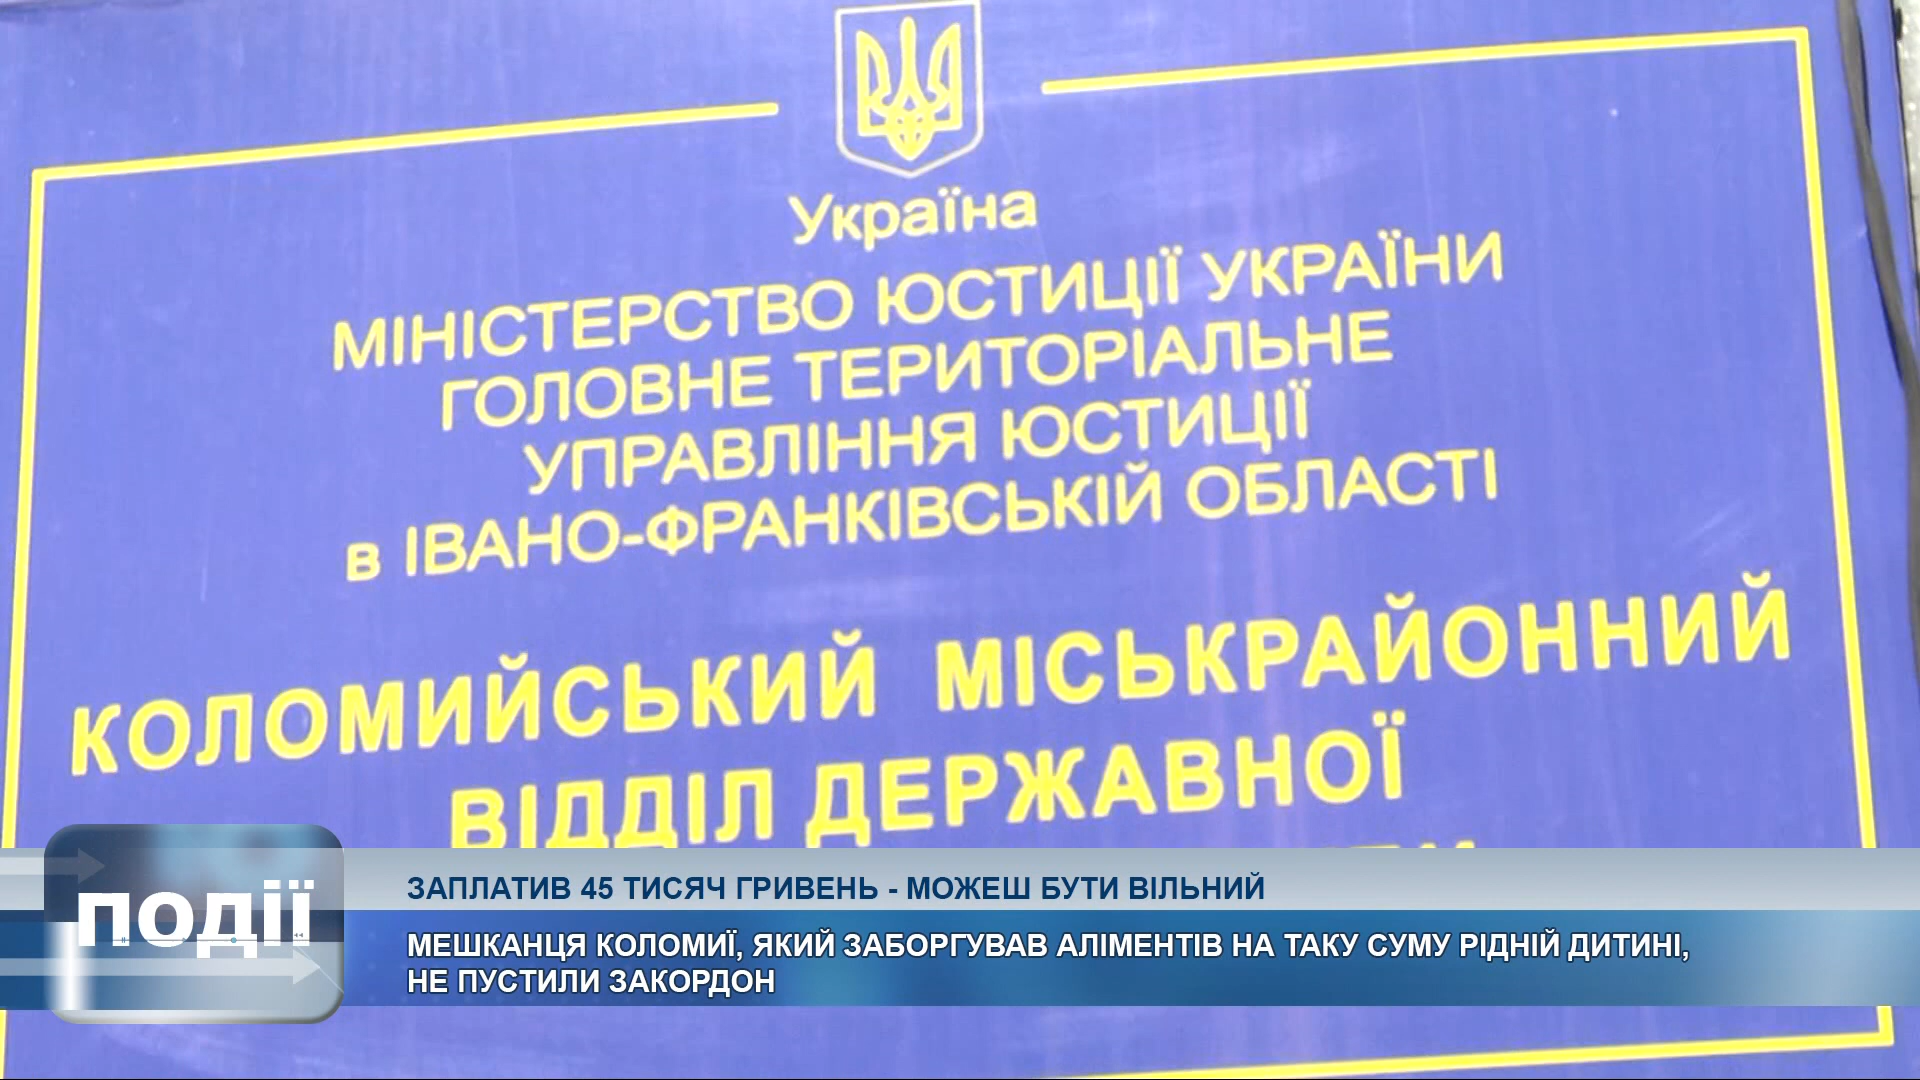 Україна
МІНІСТЕРСТВО ЮСТИЦІЇ УКРАЇНИ
ГОЛОВНЕ ТЕРИТОРІАЛЬНЕ
УПРАВЛІННЯ ЮСТИЦІЇ
в ІВАНО-ФРАНКІВСЬКІЙ ОБЛАСТІ
КОЛОМИЙСЬКИЙ МІСЬКРАЙОННИЙ
ВІДДІЛ ДЕРЖАВНОЇ
події
ЗАПЛАТИВ 45 ТИСЯЧ ГРИВЕНЬ - МОЖЕШ БУТИ ВІЛЬНИЙ
МЕШКАНЦЯ КОЛОМИЇ, ЯКИЙ ЗАБОРГУВАВ АЛІМЕНТІВ НА ТАКУ СУМУ РІДНІЙ ДИТИНІ,
НЕ ПУСТИЛИ ЗАКОРДОН